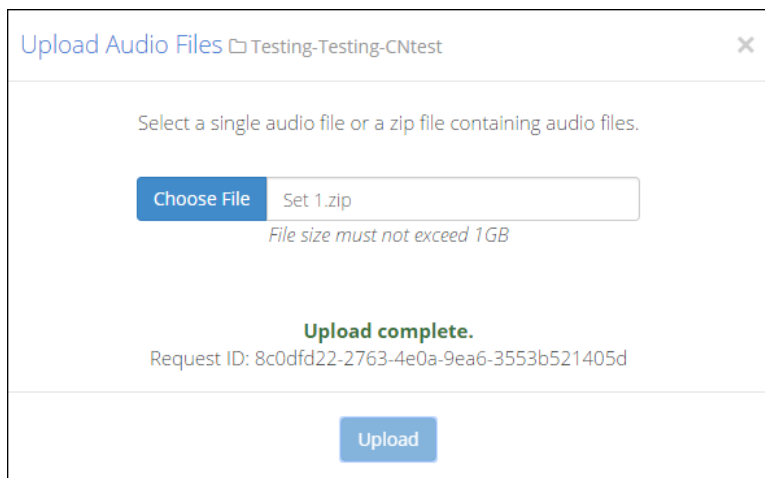 Upload Audio Files Testing-Testing-CNtest
Select a single audio file or a zip file containing audio files.
Choose File Set 1.zip
File size must not exceed 1GB
Upload complete.
Request ID: 8c0dfd22-2763-4e0a-9ea6-3553b521405d
Upload